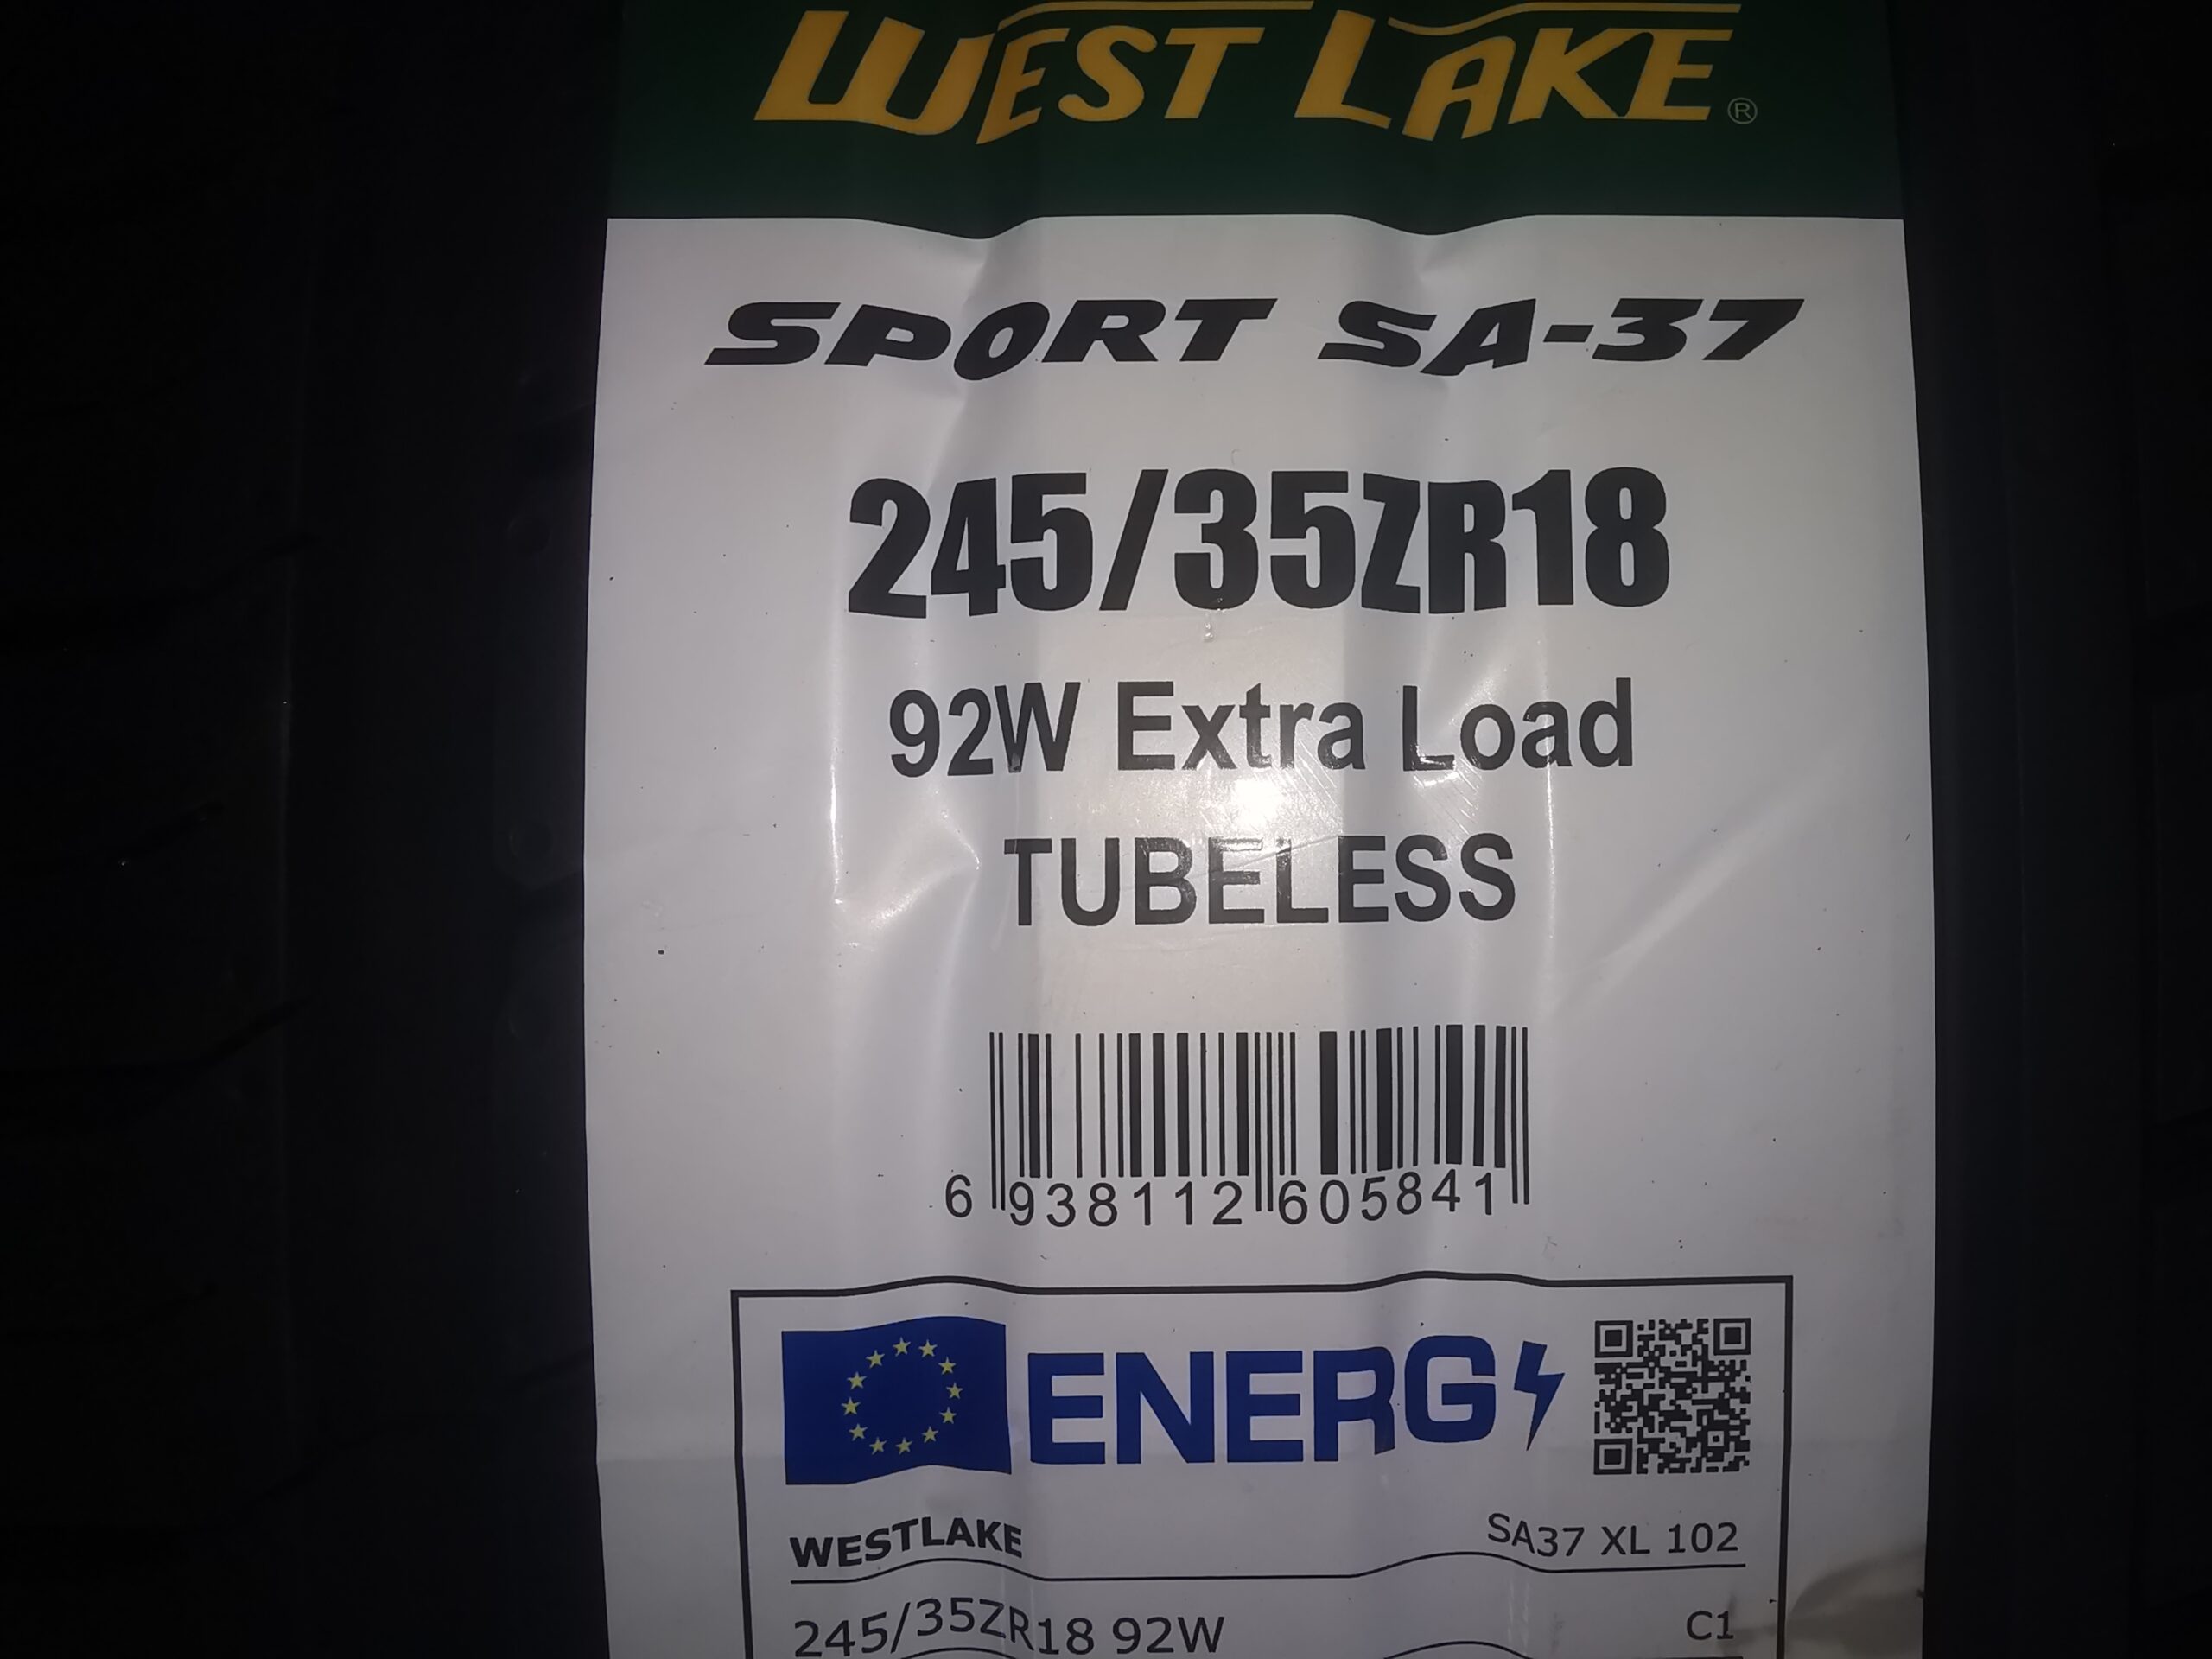 WEST LAKE®
SPORT SA-37
245/35ZR18
92W Extra Load
TUBELESS
6 938112 605841
ENERG
WESTLAKE SA37 XL 102
245/35ZR18 92W C1